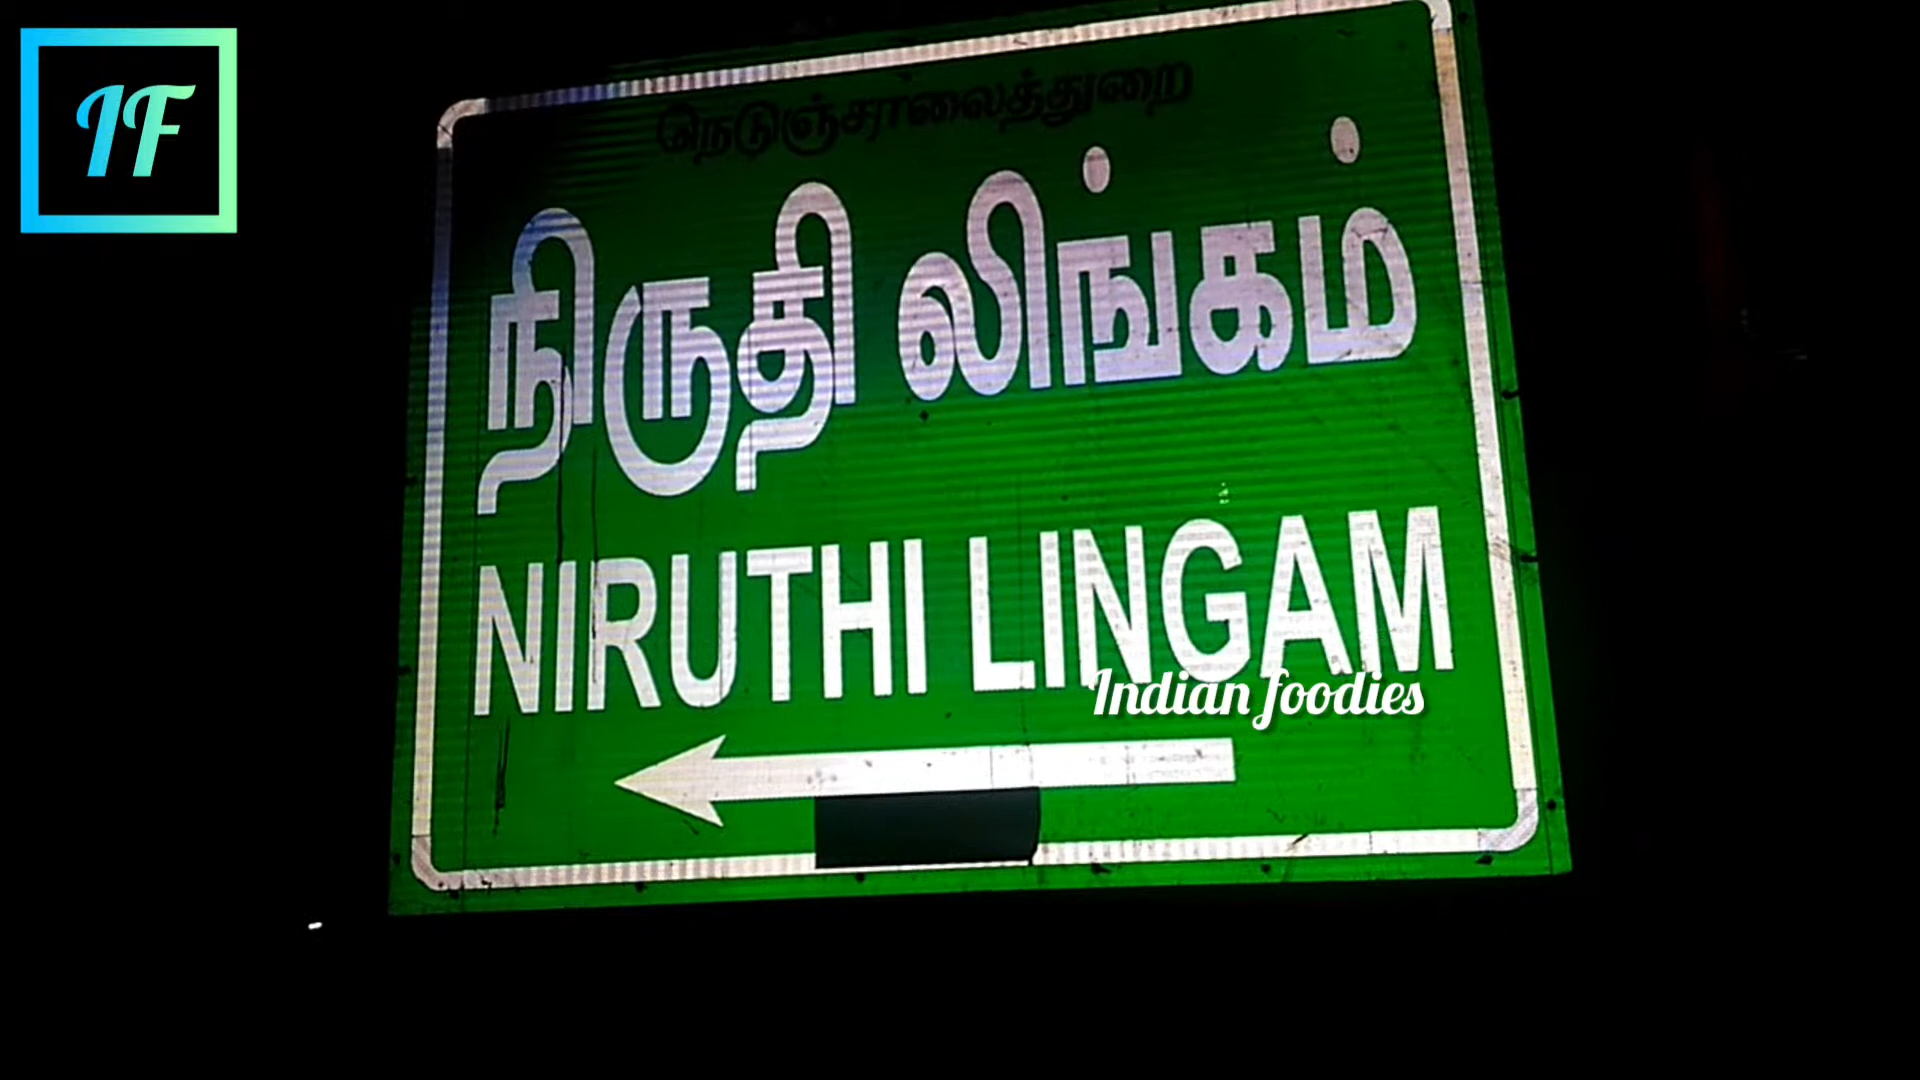 IF
நெடுஞ்சாலைத்துறை
நிருதி லிங்கம்
NIRUTHI LINGAM
Indian foodies